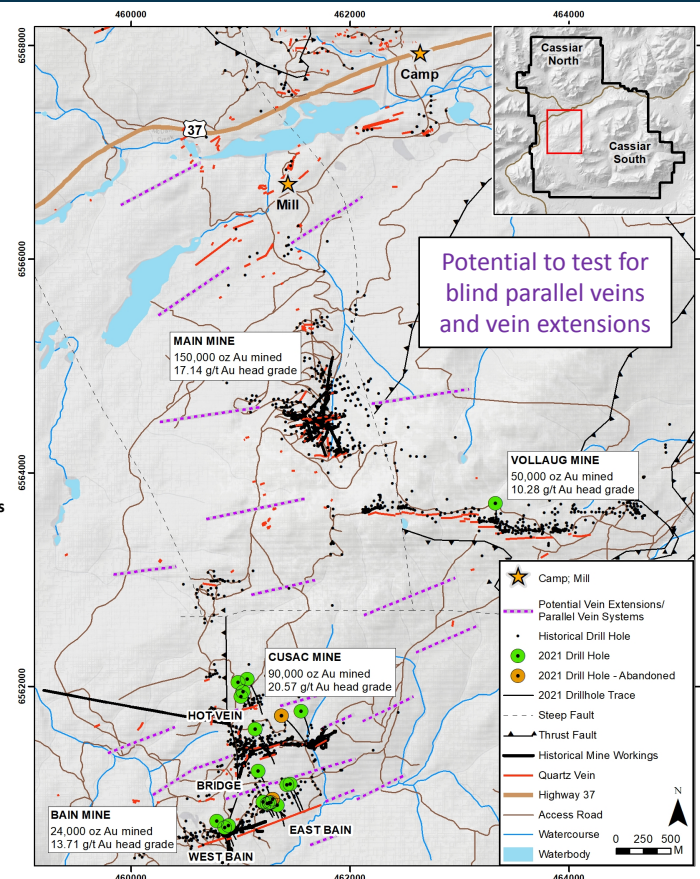 460000
462000
464000
6568000
Cassiar
North
Cassiar
South
Camp
37
Mill
6566000
6566000
Potential to test for
blind parallel veins
and vein extensions
MAIN MINE
150,000 oz Au mined
17.14 g/t Au head grade
6564000
6564000
VOLLAUG MINE
50,000 oz Au mined
10.28 g/t Au head grade
s
CUSAC MINE
90,000 oz Au mined
20.57 g/t Au head grade
6562000
HOT VEIN
BRIDGE
BAIN MINE
24,000 oz Au mined
13.71 g/t Au head grade
EAST BAIN
WEST BAIN
Camp; Mill
Potential Vein Extensions/
Parallel Vein Systems
Historical Drill Hole
2021 Drill Hole
2021 Drill Hole - Abandoned
2021 Drillhole Trace
Steep Fault
Thrust Fault
Historical Mine Workings
Quartz Vein
Highway 37
Access Road
Watercourse
Waterbody
N
0 250 500
M
460000
462000
464000